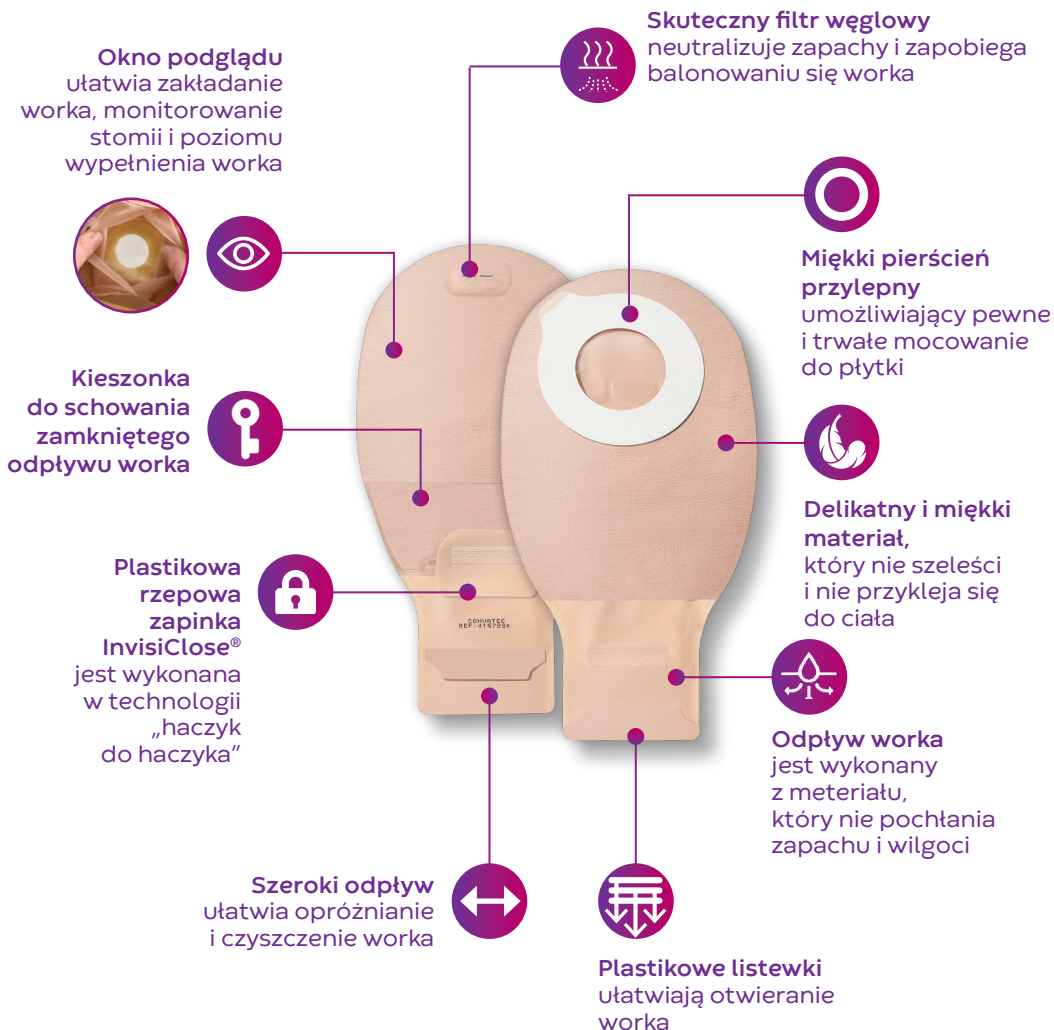 Okno podglądu
ułatwia zakładanie
worka, monitorowanie
stomii i poziomu
wypełnienia worka
Skuteczny filtr węglowy
neutralizuje zapachy i zapobiega
balonowaniu się worka
Miękki pierścień
przylepny
umożliwiający pewne
i trwałe mocowanie
do płytki
Kieszonka
do schowania
zamkniętego
odpływu worka
Delikatny i miękki
materiał,
który nie szeleści
i nie przykleja się
do ciała
Plastikowa
rzepowa
zapinka
InvisiClose®
jest wykonana
w technologii
„haczyk
do haczyka”
CONVATEC
Odpływ worka
jest wykonany
z meteriału,
który nie pochłania
zapachu i wilgoci
Szeroki odpływ
ułatwia opróżnianie
i czyszczenie worka
Plastikowe listewki
ułatwiają otwieranie
worka